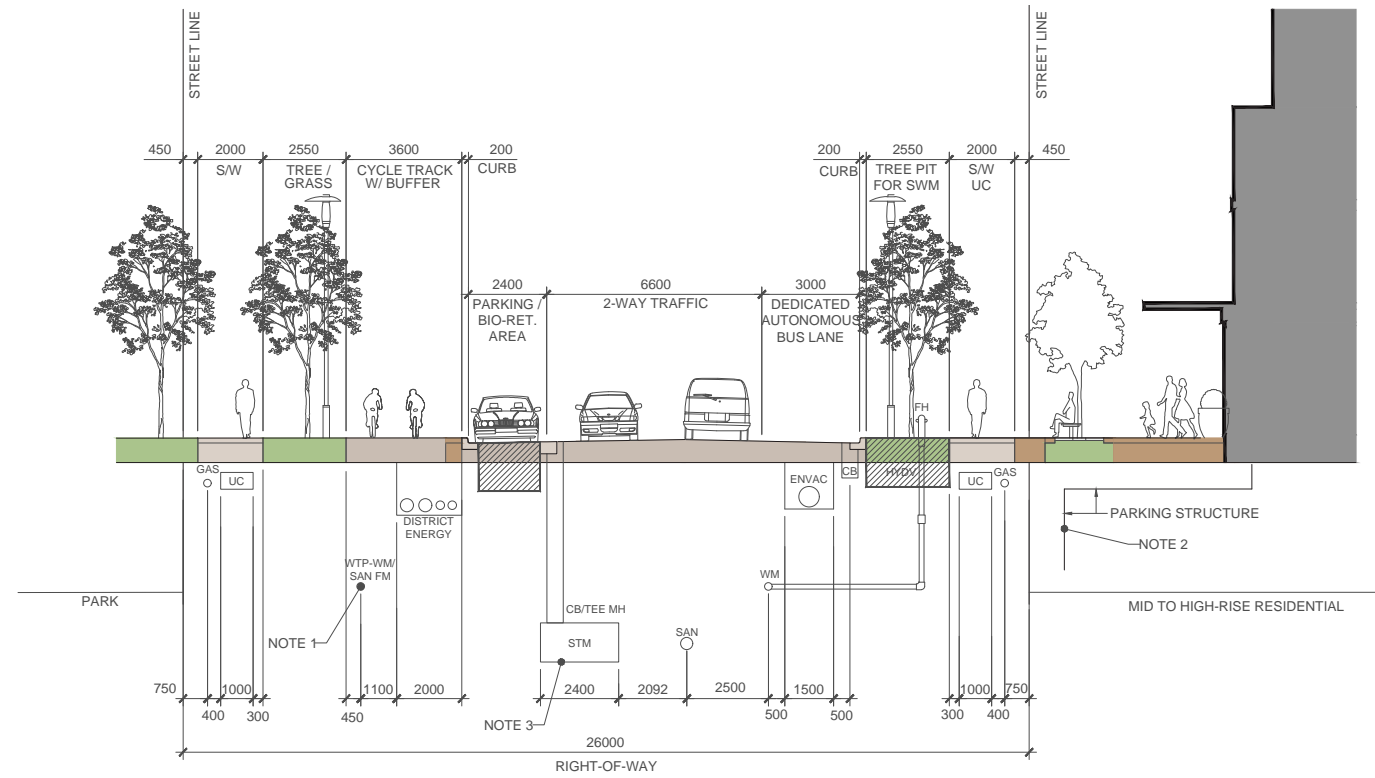 STREET LINE
STREET LINE
450
2000
2550
3600
200
200
2550
2000
450
S/W
TREE /
GRASS
CYCLE TRACK
W/ BUFFER
CURB
CURB
TREE PIT
FOR SWM
S/W
UC
2400
6600
3000
PARKING /
BIO-RET.
AREA
2-WAY TRAFFIC
DEDICATED
AUTONOMOUS
BUS LANE
FH
GAS
UC
DISTRICT
ENERGY
ENVAC
CB
HYDV
UC
GAS
PARKING STRUCTURE
NOTE 2
WTP-WM/
SAN FM
WM
PARK
CB/TEE MH
MID TO HIGH-RISE RESIDENTIAL
NOTE 1
STM
SAN
750
400
1000
300
450
1100
2000
2400
2092
2500
500
1500
500
300
1000
400
750
NOTE 3
26000
RIGHT-OF-WAY